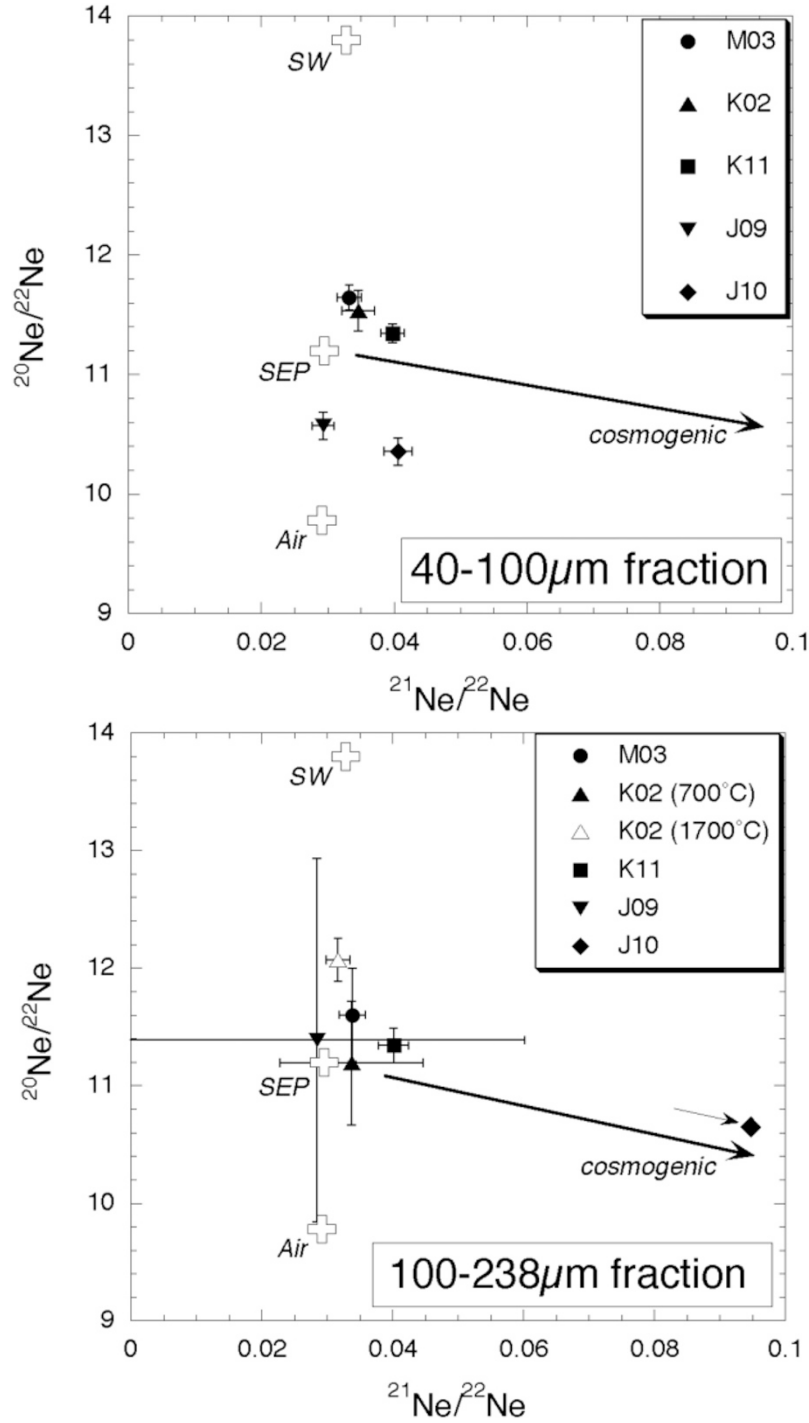 14
13
12
11
10
9
²⁰Ne/²²Ne
SW
SEP
Air
cosmogenic
M03
K02
K11
J09
J10
40-100µm fraction
0 0.02 0.04 0.06 0.08 0.1
²¹Ne/²²Ne
14
13
12
11
10
9
²⁰Ne/²²Ne
SW
SEP
Air
cosmogenic
M03
K02 (700°C)
K02 (1700°C)
K11
J09
J10
100-238µm fraction
0 0.02 0.04 0.06 0.08 0.1
²¹Ne/²²Ne